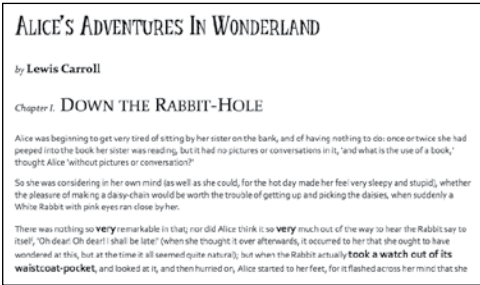 Alice's Adventures In Wonderland
by Lewis Carroll
Chapter I. Down the Rabbit-Hole
Alice was beginning to get very tired of sitting by her sister on the bank, and of having nothing to do: once or twice she had
peeped into the book her sister was reading, but it had no pictures or conversations in it, 'and what is the use of a book,'
thought Alice 'without pictures or conversation?'
So she was considering in her own mind (as well as she could, for the hot day made her feel very sleepy and stupid), whether
the pleasure of making a daisy-chain would be worth the trouble of getting up and picking the daisies, when suddenly a
White Rabbit with pink eyes ran close by her.
There was nothing so very remarkable in that; nor did Alice think it so very much out of the way to hear the Rabbit say to
itself, 'Oh dear! Oh dear! I shall be late!' (when she thought it over afterwards, it occurred to her that she ought to have
wondered at this, but at the time it all seemed quite natural); but when the Rabbit actually took a watch out of its
waistcoat-pocket, and looked at it, and then hurried on, Alice started to her feet, for it flashed across her mind that she